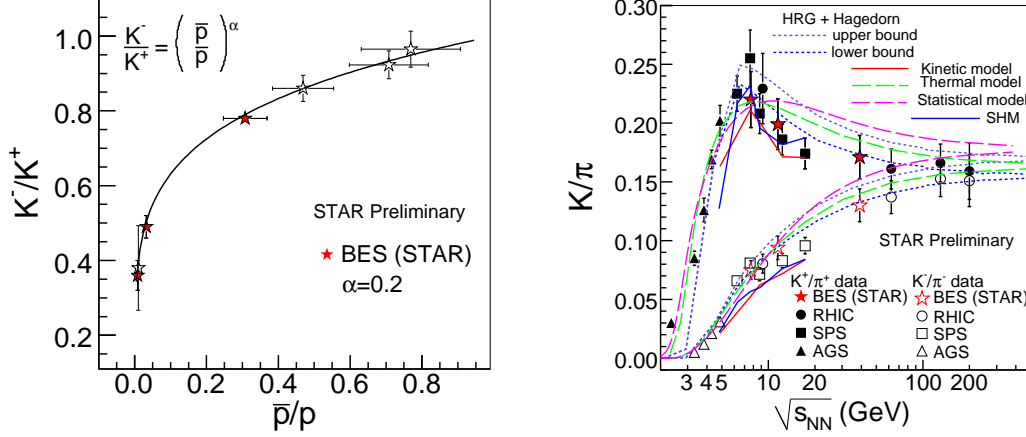 K⁻/K⁺ = (p̅/p)^α
1.0
0.8
0.6
0.4
0.2
K⁻/K⁺
STAR Preliminary
BES (STAR)
α=0.2
0.0 0.2 0.4 0.6 0.8
p̅/p
HRG + Hagedorn
upper bound
lower bound
Kinetic model
Thermal model
Statistical model
SHM
0.30
0.25
0.20
0.15
0.10
0.05
0.00
K/π
STAR Preliminary
K⁺/π⁺ data K⁻/π⁻ data
BES (STAR) BES (STAR)
RHIC RHIC
SPS SPS
AGS AGS
3 4 5 10 20 100 200
√s_NN (GeV)